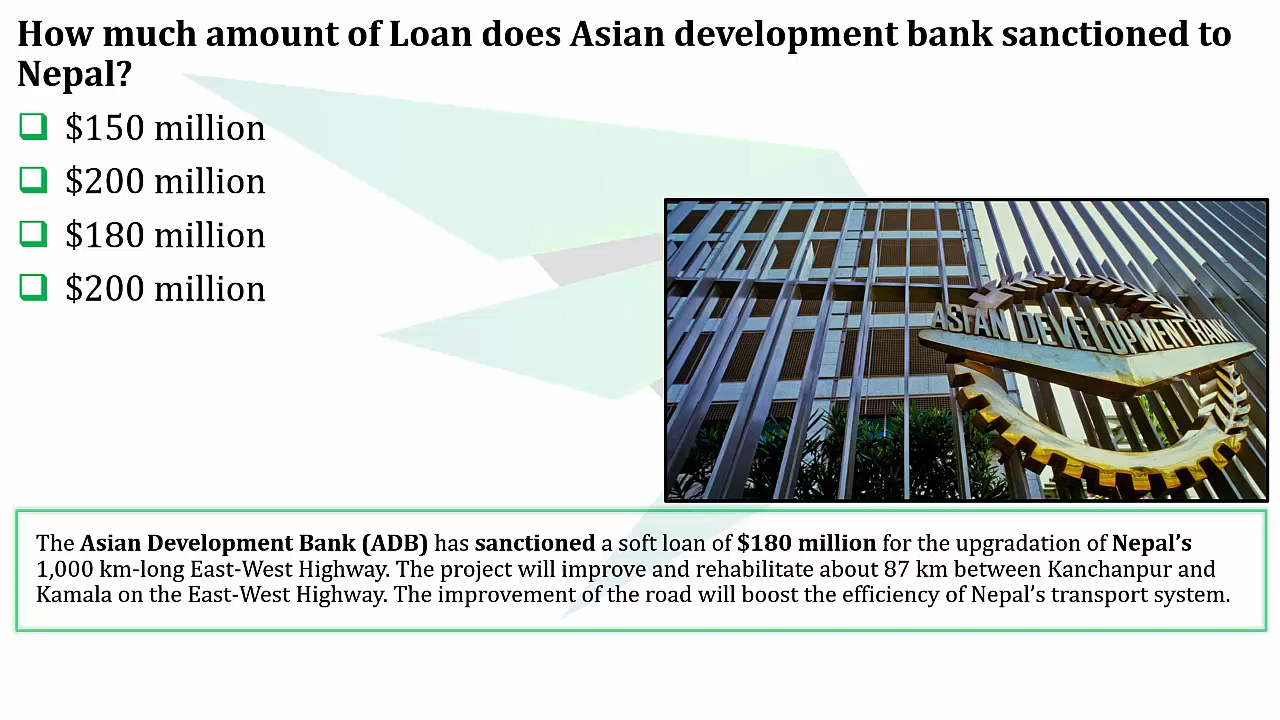 How much amount of Loan does Asian development bank sanctioned to
Nepal?
$150 million
$200 million
$180 million
$200 million
ASIAN DEVELOPMENT BANK
The Asian Development Bank (ADB) has sanctioned a soft loan of $180 million for the upgradation of Nepal's
1,000 km-long East-West Highway. The project will improve and rehabilitate about 87 km between Kanchanpur and
Kamala on the East-West Highway. The improvement of the road will boost the efficiency of Nepal's transport system.